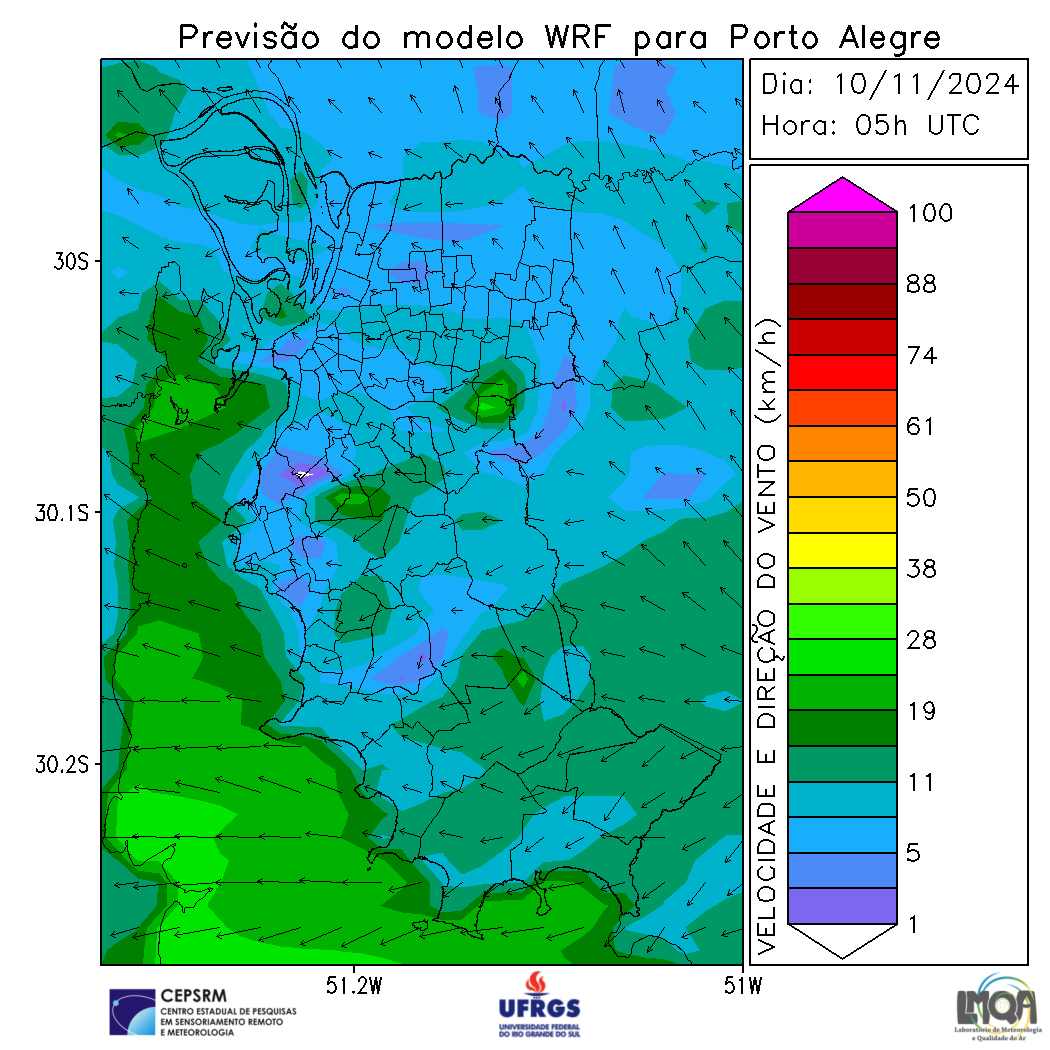 Previsão do modelo WRF para Porto Alegre
Dia: 10/11/2024
Hora: 05h UTC
30S
30.1S
30.2S
51.2W
51W
VELOCIDADE E DIREÇÃO DO VENTO (km/h)
100
88
74
61
50
38
28
19
11
5
1
CEPSRM
CENTRO ESTADUAL DE PESQUISAS
EM SENSORIAMENTO REMOTO
E METEOROLOGIA
UFRGS
UNIVERSIDADE FEDERAL
DO RIO GRANDE DO SUL
LMQA
Laboratório de Meteorologia
e Qualidade do Ar